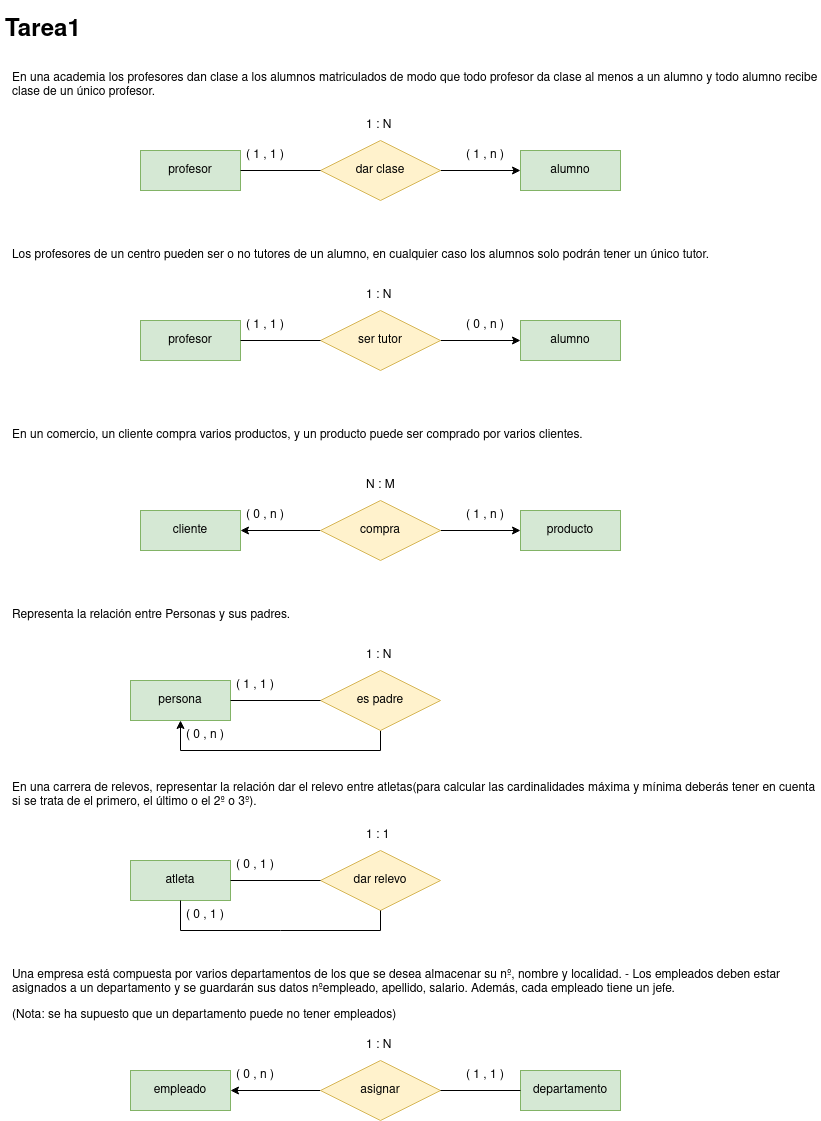 Tarea1
En una academia los profesores dan clase a los alumnos matriculados de modo que todo profesor da clase al menos a un alumno y todo alumno recibe
clase de un único profesor.
1 : N
( 1 , 1 )
( 1 , n )
profesor
dar clase
alumno
Los profesores de un centro pueden ser o no tutores de un alumno, en cualquier caso los alumnos solo podrán tener un único tutor.
1 : N
( 1 , 1 )
( 0 , n )
profesor
ser tutor
alumno
En un comercio, un cliente compra varios productos, y un producto puede ser comprado por varios clientes.
N : M
( 0 , n )
( 1 , n )
cliente
compra
producto
Representa la relación entre Personas y sus padres.
1 : N
( 1 , 1 )
persona
es padre
( 0 , n )
En una carrera de relevos, representar la relación dar el relevo entre atletas(para calcular las cardinalidades máxima y mínima deberás tener en cuenta
si se trata de el primero, el último o el 2º o 3º).
1 : 1
( 0 , 1 )
atleta
dar relevo
( 0 , 1 )
Una empresa está compuesta por varios departamentos de los que se desea almacenar su nº, nombre y localidad. - Los empleados deben estar
asignados a un departamento y se guardarán sus datos nºempleado, apellido, salario. Además, cada empleado tiene un jefe.
(Nota: se ha supuesto que un departamento puede no tener empleados)
1 : N
( 0 , n )
( 1 , 1 )
empleado
asignar
departamento